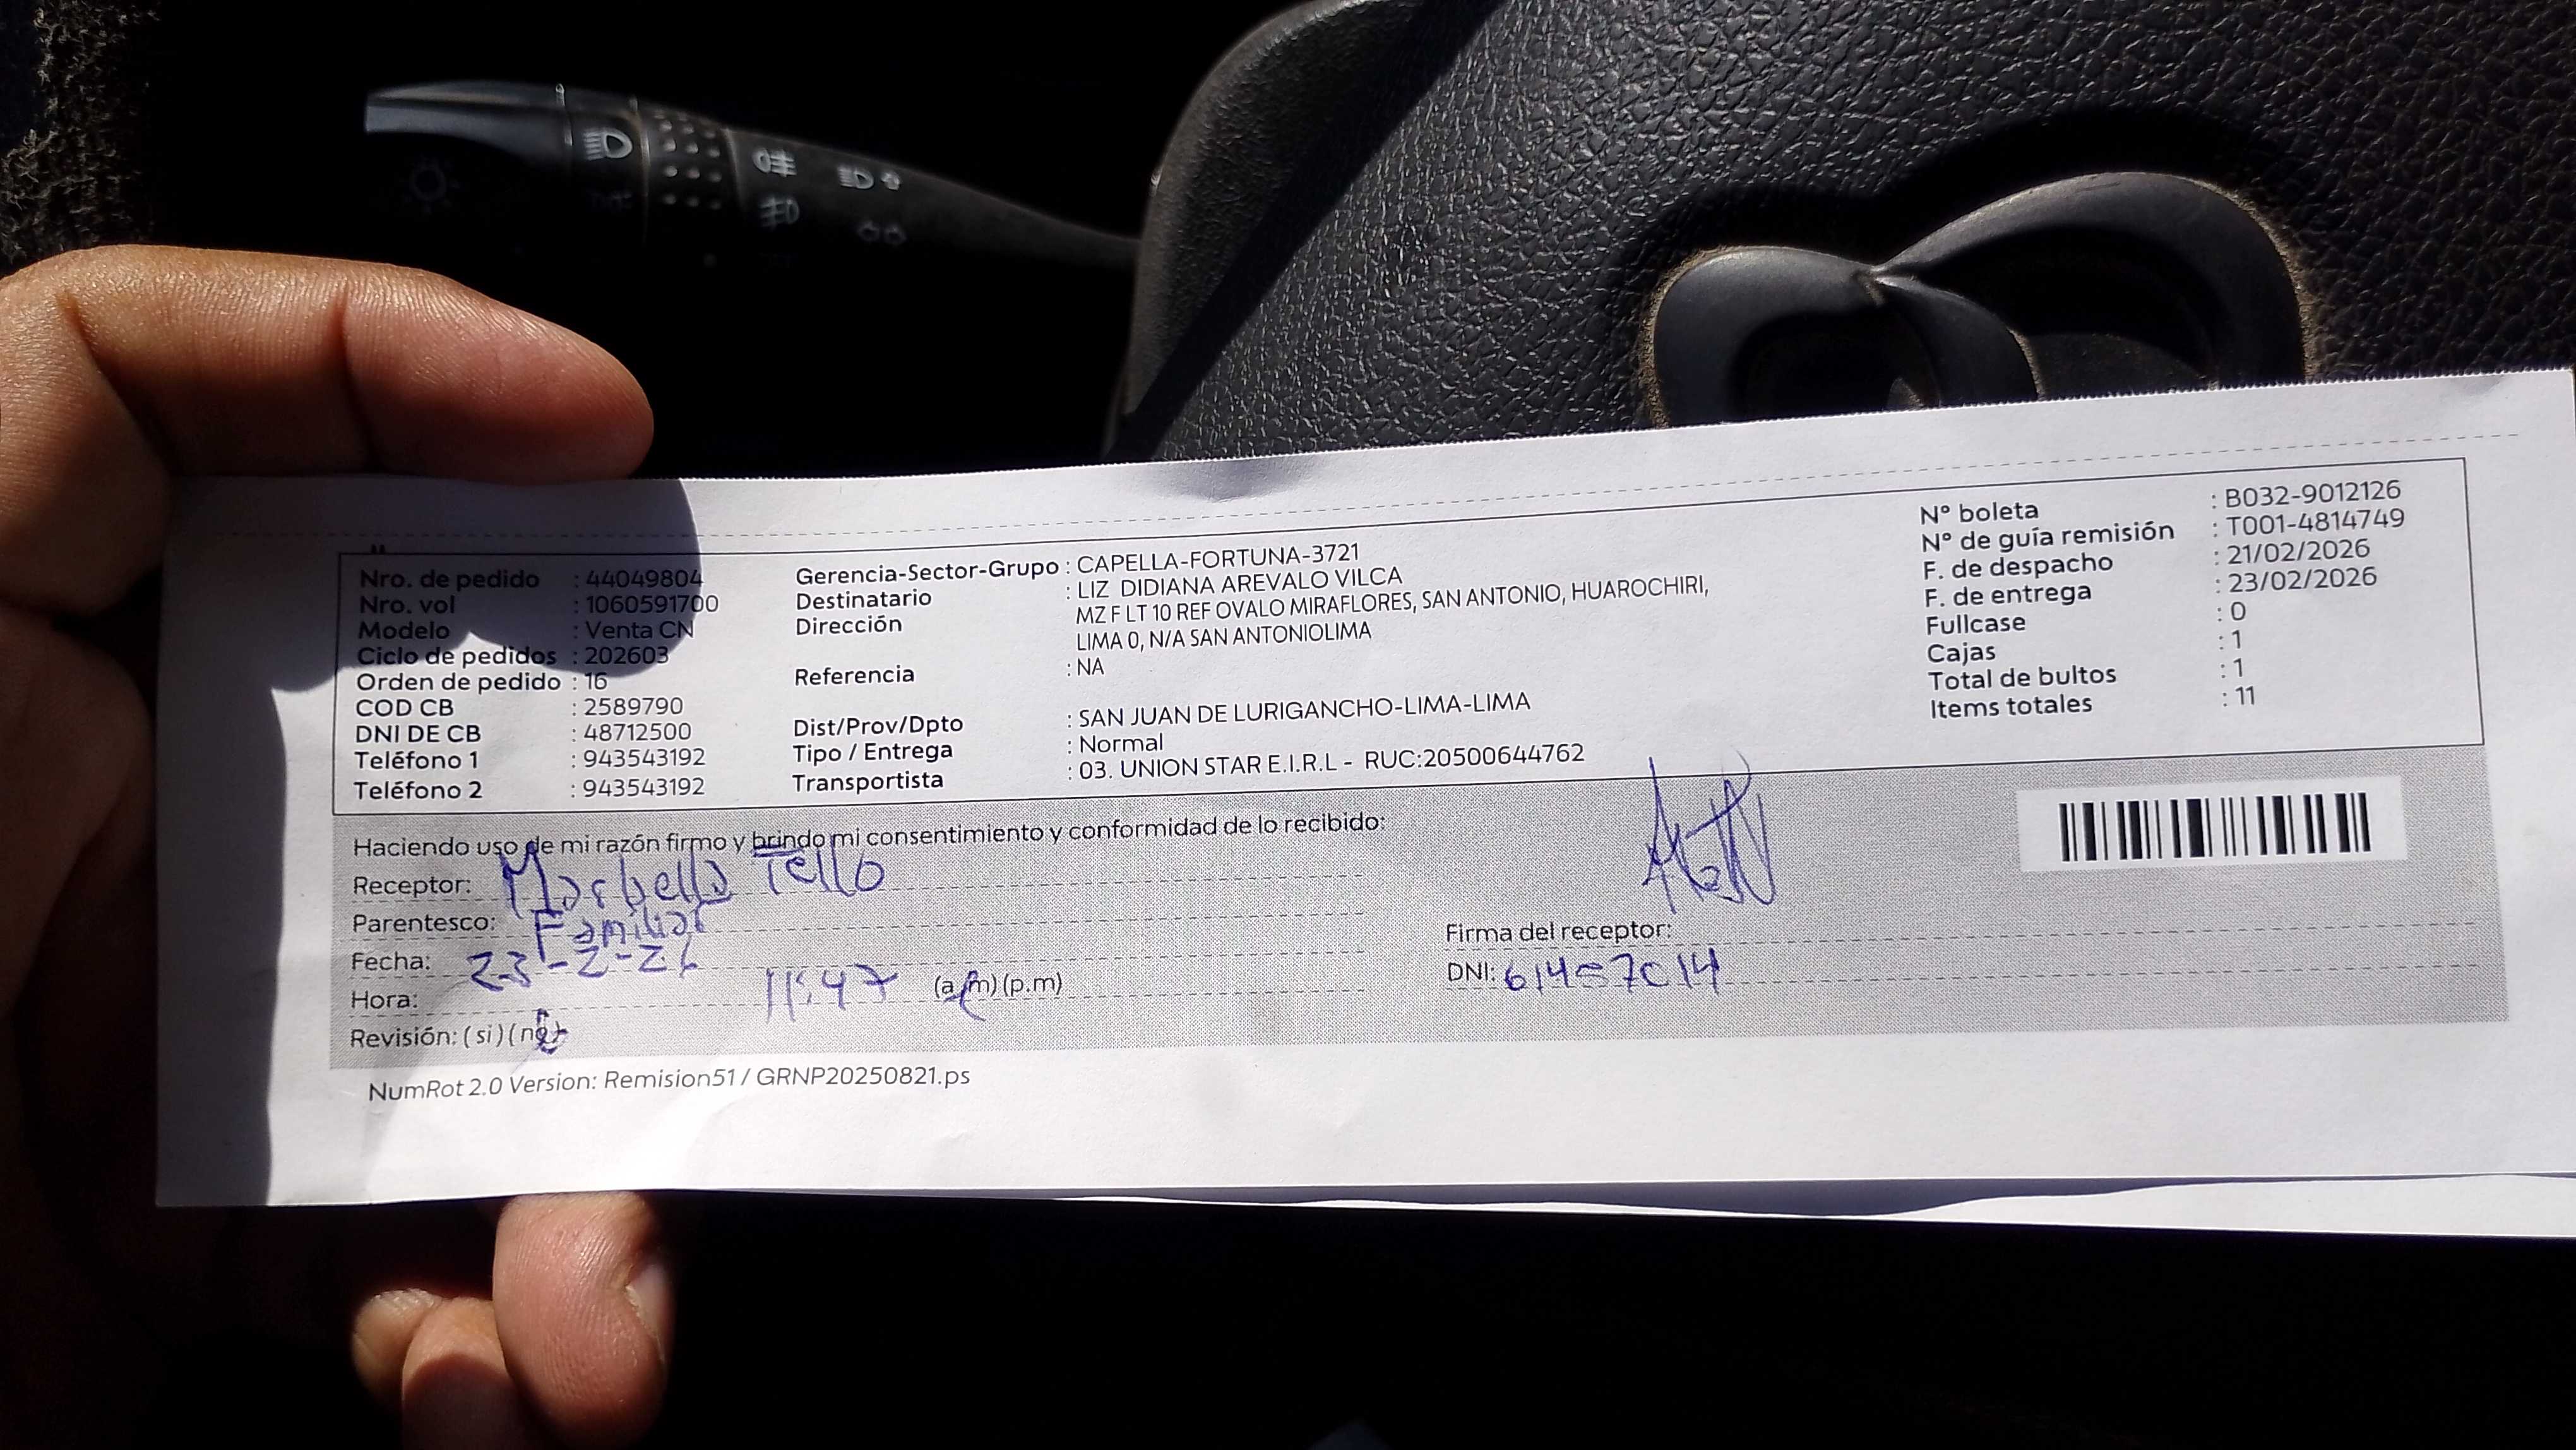 Nro. de pedido : 44049804
Nro. vol : 1060591700
Modelo : Venta CN
Ciclo de pedidos : 202603
Orden de pedido : 16
COD CB : 2589790
DNI DE CB : 48712500
Teléfono 1 : 943543192
Teléfono 2 : 943543192
Gerencia-Sector-Grupo : CAPELLA-FORTUNA-3721
Destinatario : LIZ DIDIANA AREVALO VILCA
Dirección MZ F LT 10 REF OVALO MIRAFLORES, SAN ANTONIO, HUAROCHIRI,
LIMA 0, N/A SAN ANTONIOLIMA
Referencia : NA
Dist/Prov/Dpto : SAN JUAN DE LURIGANCHO-LIMA-LIMA
Tipo / Entrega : Normal
Transportista : 03. UNION STAR E.I.R.L - RUC:20500644762
N° boleta : B032-9012126
N° de guía remisión : T001-4814749
F. de despacho : 21/02/2026
F. de entrega : 23/02/2026
Fullcase : 0
Cajas : 1
Total de bultos : 1
Items totales : 11
Haciendo uso de mi razón firmo y brindo mi consentimiento y conformidad de lo recibido:
Receptor: Tello
Parentesco: Familiar
Fecha: 23-2-26
Hora: 11:47 (a.m) (p.m)
Revisión: (si) (no)
Firma del receptor:
DNI:
NumRot 2.0 Version: Remision51 / GRNP20250821.ps